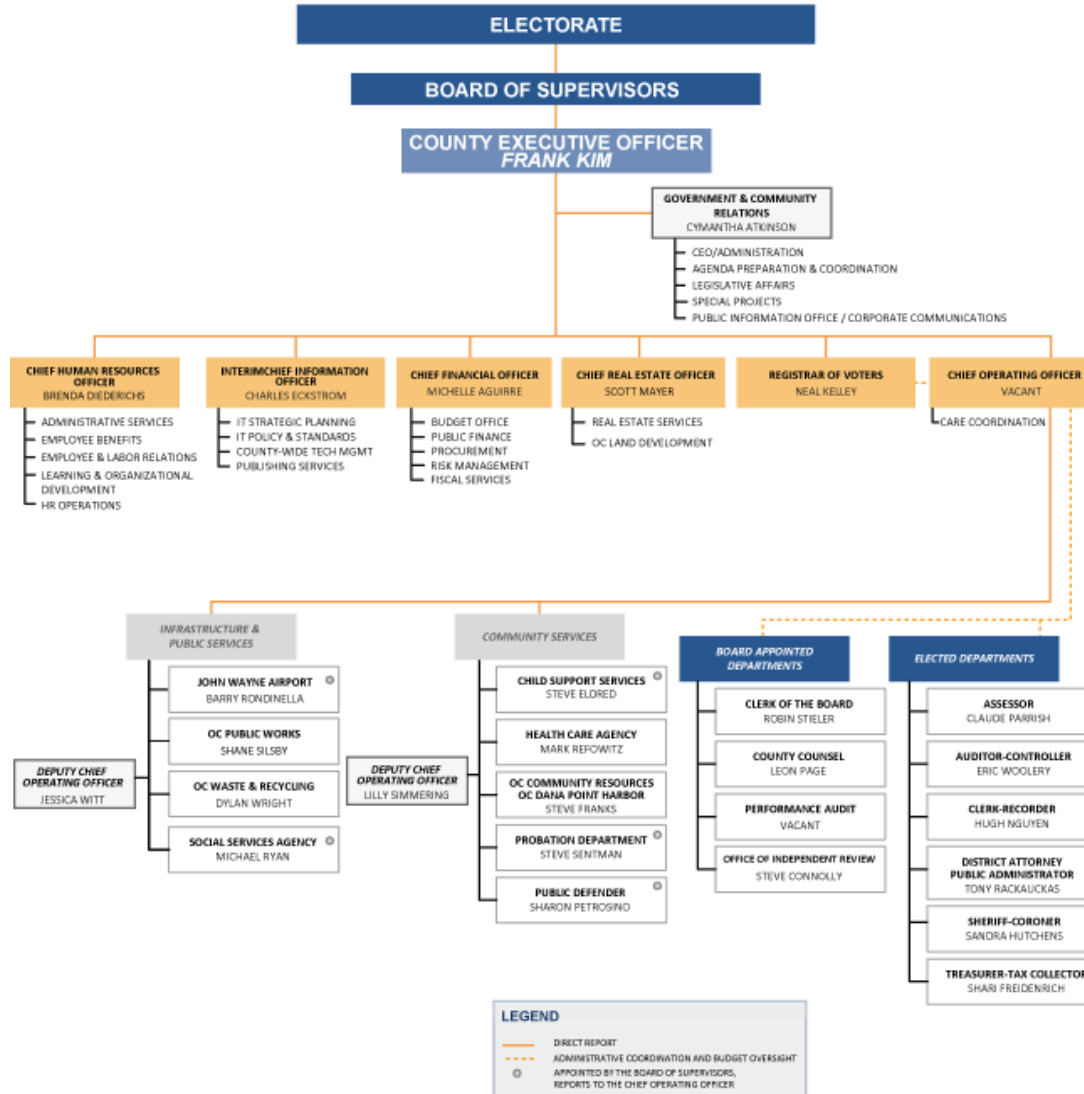 ELECTORATE
BOARD OF SUPERVISORS
COUNTY EXECUTIVE OFFICER
FRANK KIM
GOVERNMENT & COMMUNITY
RELATIONS
CYMANTHA ATKINSON
CEO/ADMINISTRATION
AGENDA PREPARATION & COORDINATION
LEGISLATIVE AFFAIRS
SPECIAL PROJECTS
PUBLIC INFORMATION OFFICE / CORPORATE COMMUNICATIONS
CHIEF HUMAN RESOURCES
OFFICER
BRENDA DIEDERICHS
ADMINISTRATIVE SERVICES
EMPLOYEE BENEFITS
EMPLOYEE & LABOR RELATIONS
LEARNING & ORGANIZATIONAL
DEVELOPMENT
HR OPERATIONS
INTERIMCHIEF INFORMATION
OFFICER
CHARLES ECKSTROM
IT STRATEGIC PLANNING
IT POLICY & STANDARDS
COUNTY-WIDE TECH MGMT
PUBLISHING SERVICES
CHIEF FINANCIAL OFFICER
MICHELLE AGUIRRE
BUDGET OFFICE
PUBLIC FINANCE
PROCUREMENT
RISK MANAGEMENT
FISCAL SERVICES
CHIEF REAL ESTATE OFFICER
SCOTT MAYER
REAL ESTATE SERVICES
OC LAND DEVELOPMENT
REGISTRAR OF VOTERS
NEAL KELLEY
CHIEF OPERATING OFFICER
VACANT
CARE COORDINATION
INFRASTRUCTURE &
PUBLIC SERVICES
JOHN WAYNE AIRPORT
BARRY RONDINELLA
OC PUBLIC WORKS
SHANE SILSBY
DEPUTY CHIEF
OPERATING OFFICER
JESSICA WITT
OC WASTE & RECYCLING
DYLAN WRIGHT
SOCIAL SERVICES AGENCY
MICHAEL RYAN
COMMUNITY SERVICES
CHILD SUPPORT SERVICES
STEVE ELDRED
HEALTH CARE AGENCY
MARK REFOWITZ
DEPUTY CHIEF
OPERATING OFFICER
LILLY SIMMERING
OC COMMUNITY RESOURCES
OC DANA POINT HARBOR
STEVE FRANKS
PROBATION DEPARTMENT
STEVE SENTMAN
PUBLIC DEFENDER
SHARON PETROSINO
BOARD APPOINTED
DEPARTMENTS
CLERK OF THE BOARD
ROBIN STIELER
COUNTY COUNSEL
LEON PAGE
PERFORMANCE AUDIT
VACANT
OFFICE OF INDEPENDENT REVIEW
STEVE CONNOLLY
ELECTED DEPARTMENTS
ASSESSOR
CLAUDE PARRISH
AUDITOR-CONTROLLER
ERIC WOOLERY
CLERK-RECORDER
HUGH NGUYEN
DISTRICT ATTORNEY
PUBLIC ADMINISTRATOR
TONY RACKAUCKAS
SHERIFF-CORONER
SANDRA HUTCHENS
TREASURER-TAX COLLECTOR
SHARI FREIDENRICH
LEGEND
DIRECT REPORT
ADMINISTRATIVE COORDINATION AND BUDGET OVERSIGHT
APPOINTED BY THE BOARD OF SUPERVISORS,
REPORTS TO THE CHIEF OPERATING OFFICER